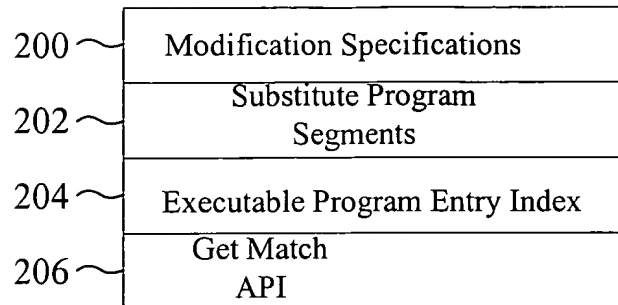 200 Modification Specifications
202 Substitute Program
Segments
204 Executable Program Entry Index
206 Get Match
API